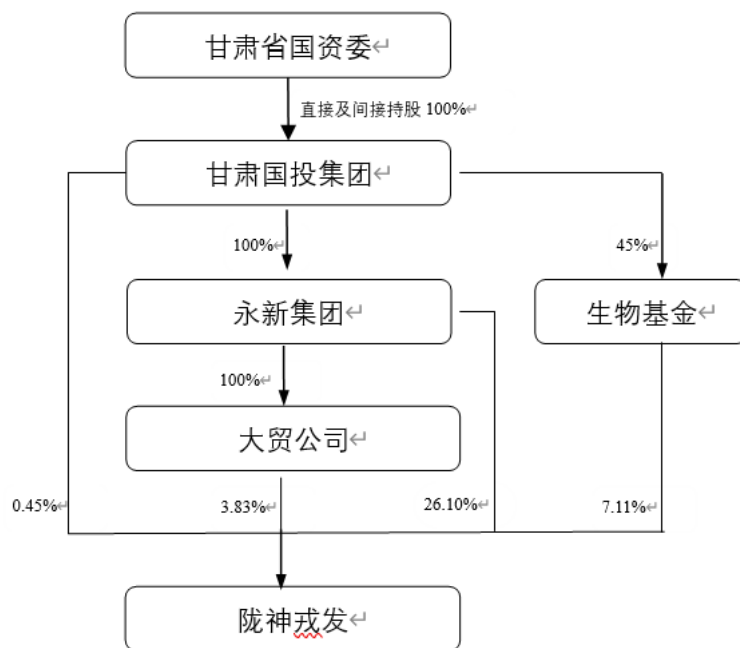 甘肃省国资委
直接及间接持股 100%
甘肃国投集团
100%
45%
永新集团
生物基金
100%
大贸公司
0.45%
3.83%
26.10%
7.11%
陇神戎发